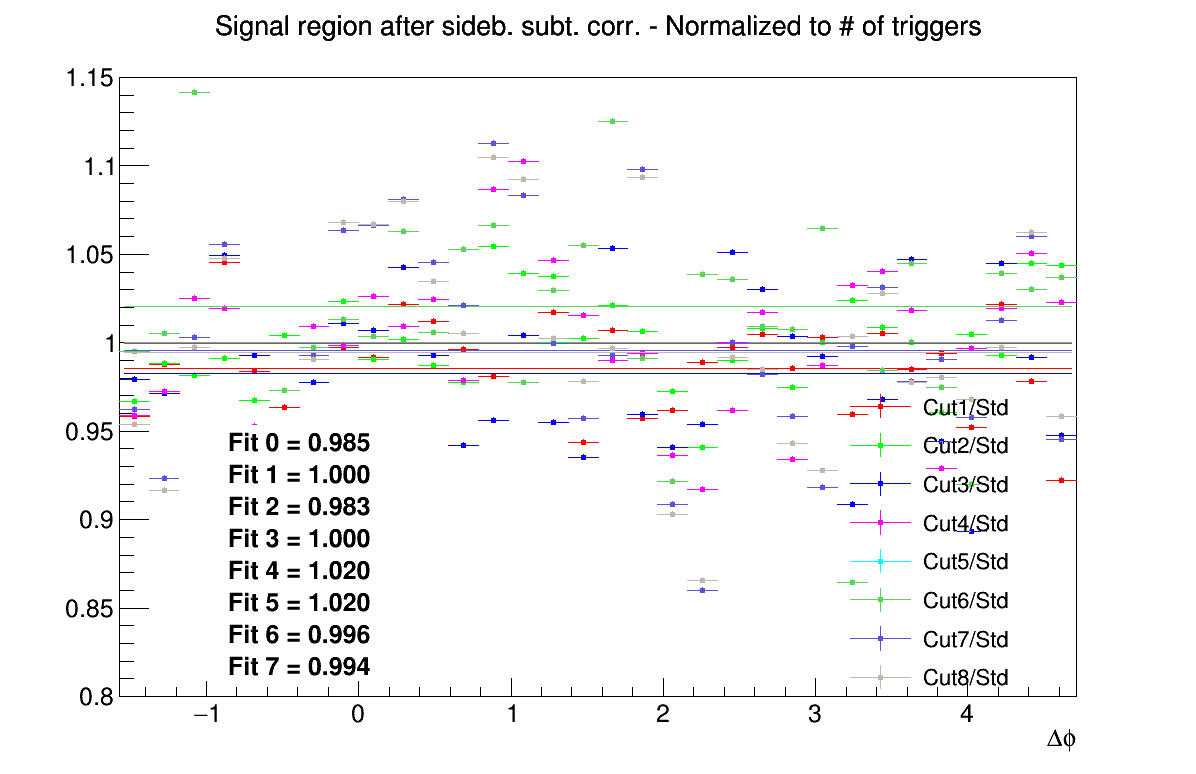 Signal region after sideb. subt. corr. - Normalized to # of triggers
1.15
1.1
1.05
1
0.95
0.9
0.85
0.8
Fit 0 = 0.985
Fit 1 = 1.000
Fit 2 = 0.983
Fit 3 = 1.000
Fit 4 = 1.020
Fit 5 = 1.020
Fit 6 = 0.996
Fit 7 = 0.994
Cut1/Std
Cut2/Std
Cut3/Std
Cut4/Std
Cut5/Std
Cut6/Std
Cut7/Std
Cut8/Std
−1 0 1 2 3 4
Δϕ